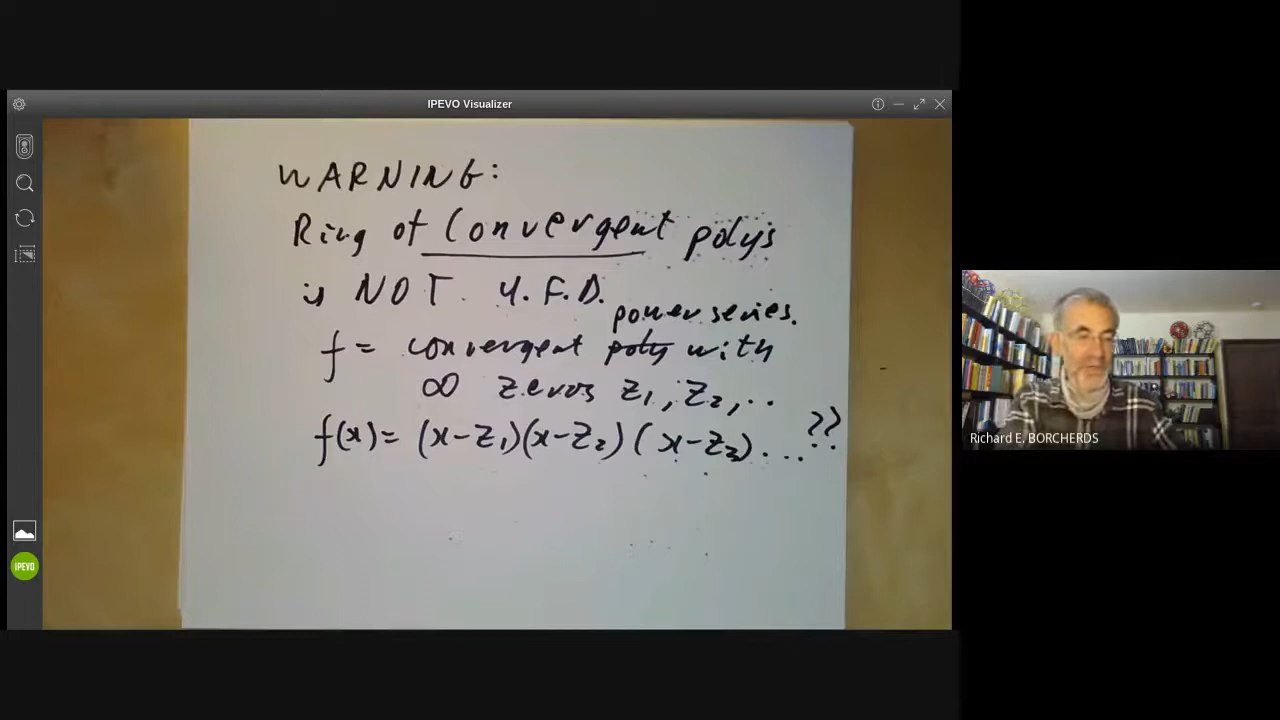 IPEVO Visualizer
WARNING:
Ring of Convergent polys
is NOT U.F.D.
power series.
f = convergent poly with
∞ zeros z1, z2, ..
f(x) = (x-z1)(x-z2)(x-z3)... ??
Richard E. BORCHERDS
IPEVO